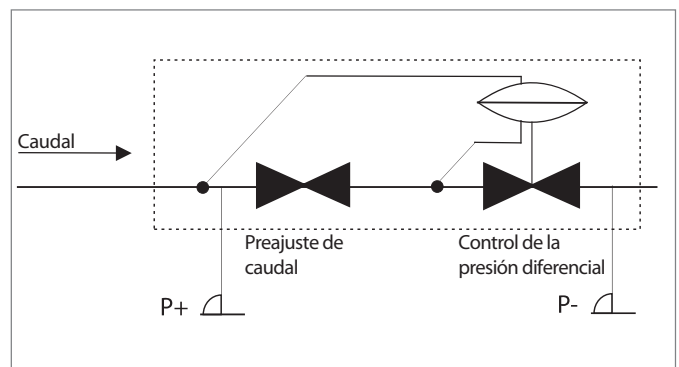 Caudal
Preajuste de
caudal
Control de la
presión diferencial
P+
P-